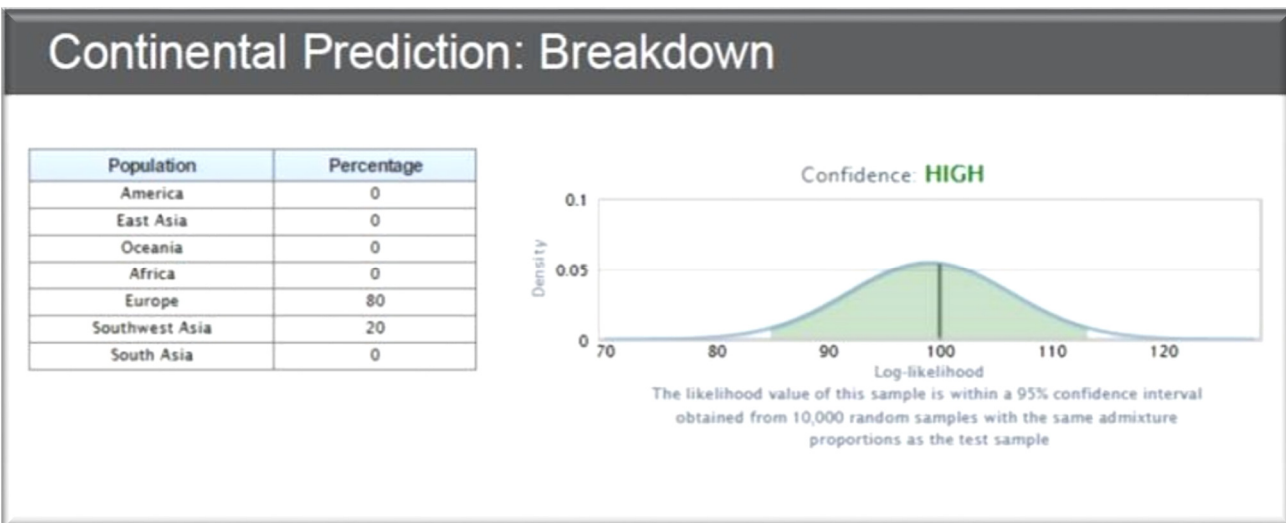 Continental Prediction: Breakdown
Population Percentage
America 0
East Asia 0
Oceania 0
Africa 0
Europe 80
Southwest Asia 20
South Asia 0
Confidence: HIGH
0.1
Density
0.05
0
70 80 90 100 110 120
Log-likelihood
The likelihood value of this sample is within a 95% confidence interval
obtained from 10,000 random samples with the same admixture
proportions as the test sample